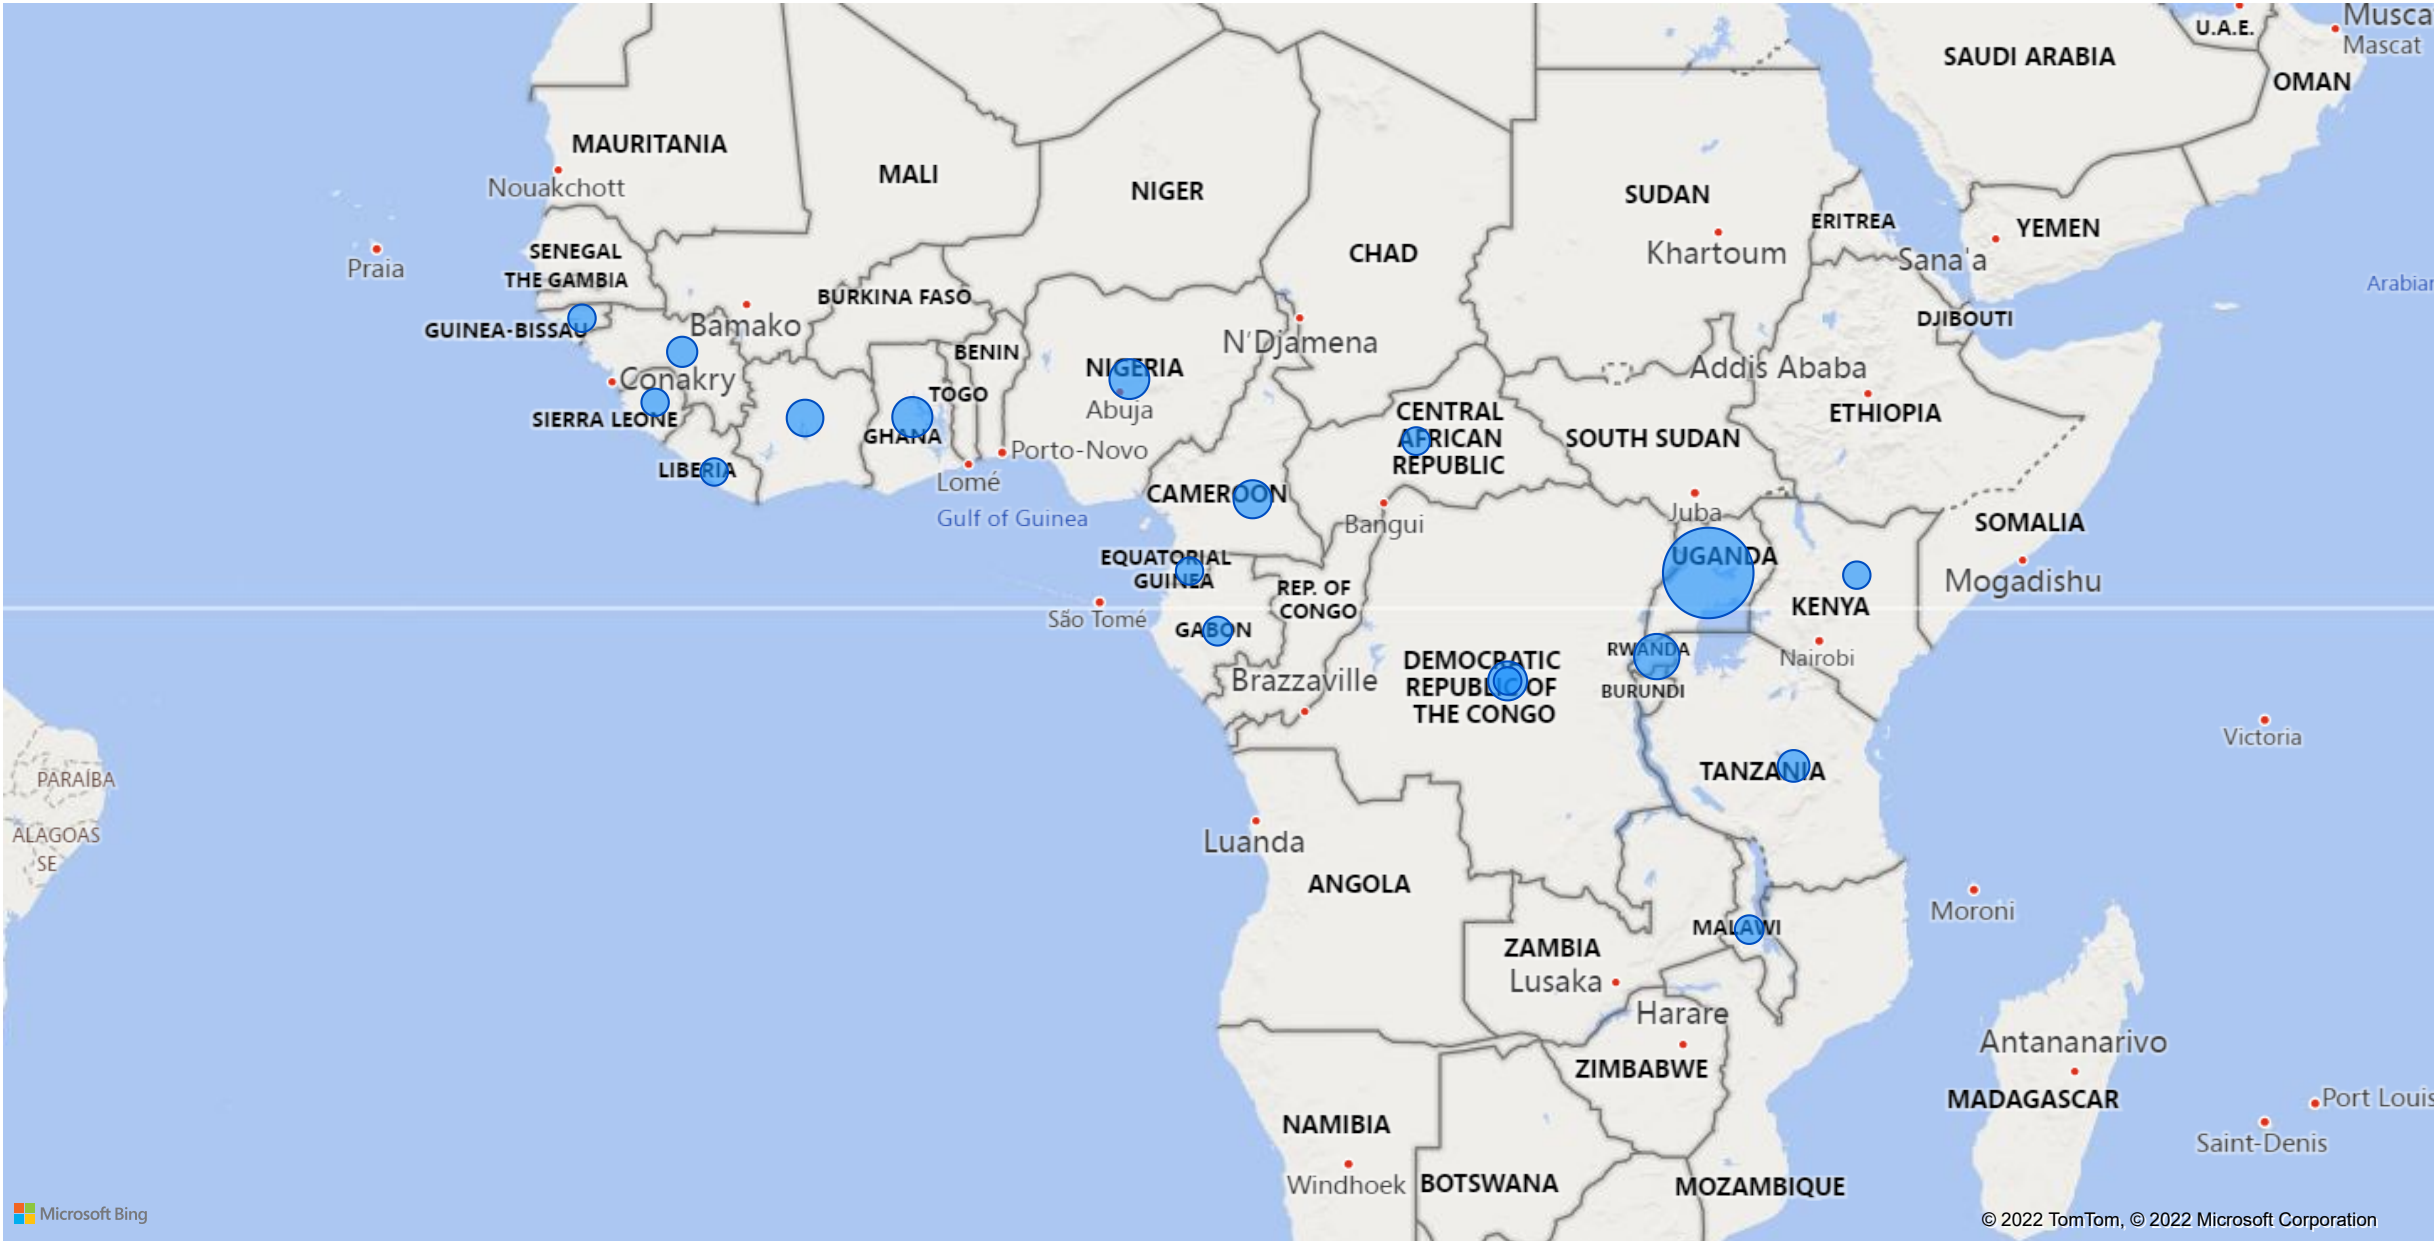 Musca
U.A.E.
Mascat
SAUDI ARABIA
OMAN
MAURITANIA
MALI
Nouakchott
NIGER
SUDAN
ERITREA
YEMEN
SENEGAL
Khartoum
Sana'a
CHAD
Praia
THE GAMBIA
Arabian
BURKINA FASO
DJIBOUTI
GUINEA-BISSAU
Bamako
N'Djamena
BENIN
NIGERIA
Addis Ababa
Conakry
TOGO
Abuja
CENTRAL
AFRICAN
REPUBLIC
ETHIOPIA
SIERRA LEONE
GHANA
SOUTH SUDAN
Porto-Novo
LIBERIA
Lomé
CAMEROON
Gulf of Guinea
Bangui
Juba
SOMALIA
EQUATORIAL
GUINEA
UGANDA
REP. OF
CONGO
Mogadishu
KENYA
São Tomé
GABON
RWANDA
Nairobi
DEMOCRATIC
REPUBLIC OF
THE CONGO
Brazzaville
BURUNDI
Victoria
TANZANIA
PARAÍBA
ALAGOAS
SE
Luanda
ANGOLA
Moroni
MALAWI
ZAMBIA
Lusaka
Harare
Antananarivo
ZIMBABWE
MADAGASCAR
Port Louis
NAMIBIA
Saint-Denis
Windhoek
BOTSWANA
MOZAMBIQUE
Microsoft Bing
© 2022 TomTom, © 2022 Microsoft Corporation